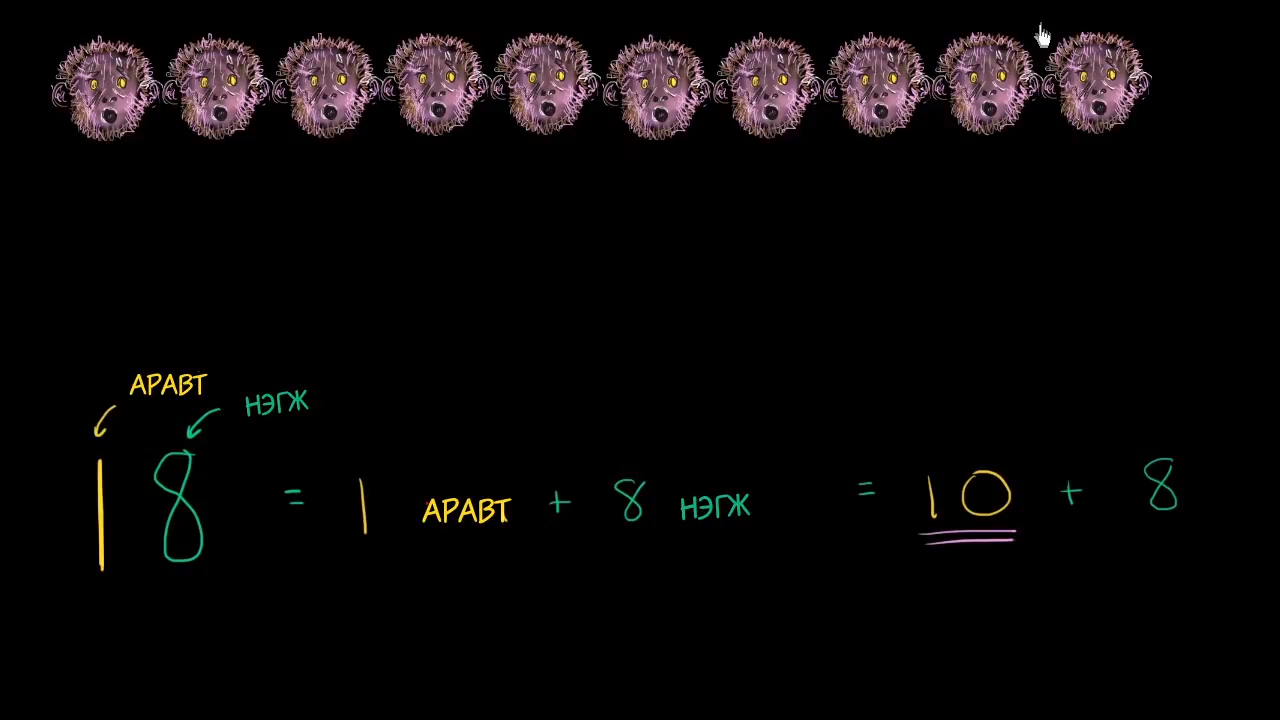 АРАВТ
НЭГЖ
18 = 1 АРАВТ + 8 НЭГЖ = 10 + 8